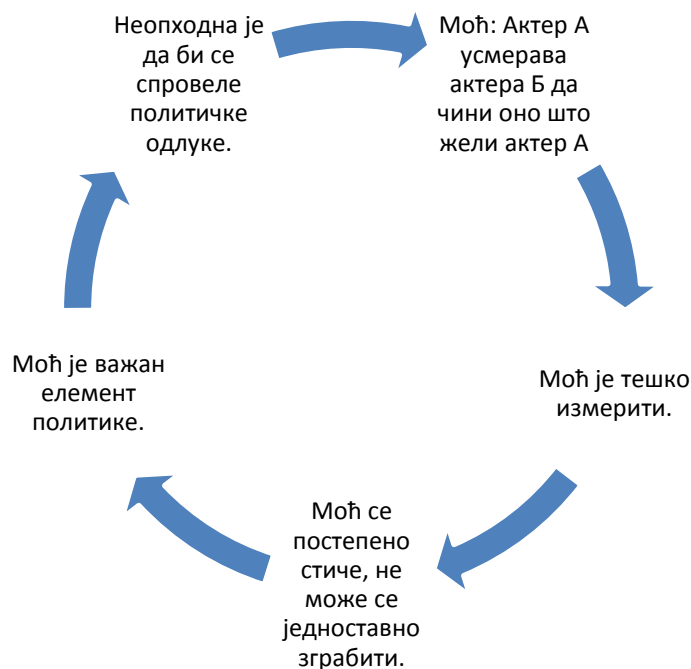 Неопходна је
да би се
спровеле
политичке
одлуке.
Моћ: Актер А
усмерава
актера Б да
чини оно што
жели актер А
Моћ је тешко
измерити.
Моћ се
постепено
стиче, не
може се
једноставно
зграбити.
Моћ је важан
елемент
политике.